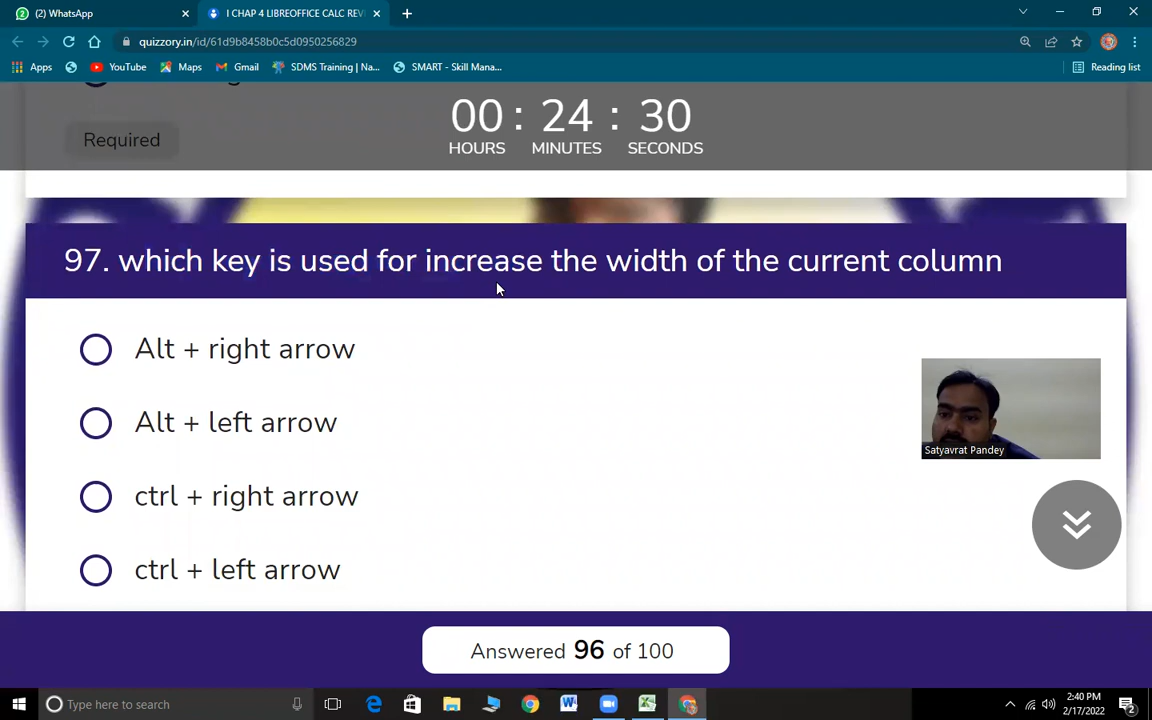 (2) WhatsApp
I CHAP 4 LIBREOFFICE CALC REV
quizzory.in/id/61d9b8458b0c5d0950256829
Apps
YouTube
Maps
Gmail
SDMS Training | Na...
SMART - Skill Mana...
Reading list
00 : 24 : 30
HOURS MINUTES SECONDS
Required
97. which key is used for increase the width of the current column
Alt + right arrow
Alt + left arrow
ctrl + right arrow
ctrl + left arrow
Satyavrat Pandey
Answered 96 of 100
Type here to search
2:40 PM
2/17/2022
2